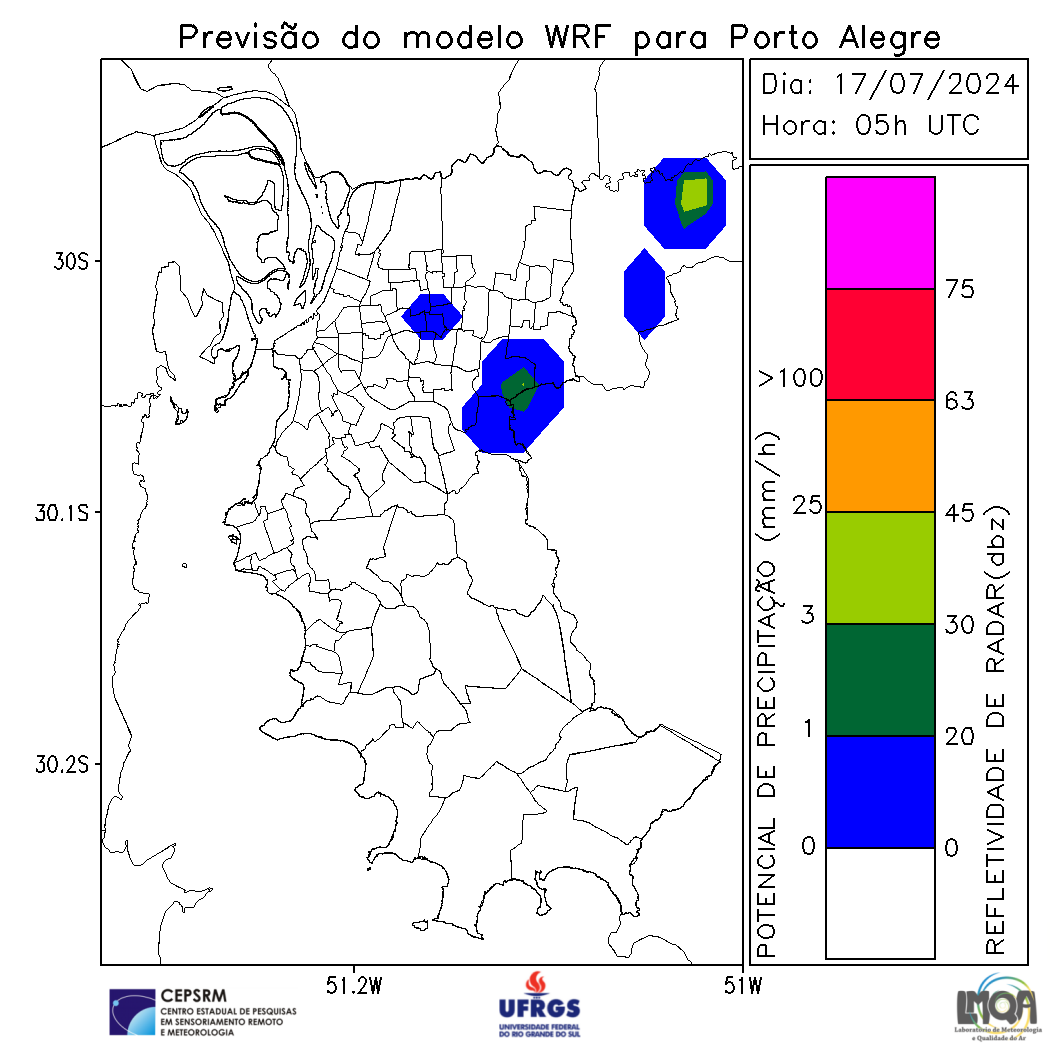 Previsão do modelo WRF para Porto Alegre
Dia: 17/07/2024
Hora: 05h UTC
30S
30.1S
30.2S
51.2W
51W
POTENCIAL DE PRECIPITAÇÃO (mm/h)
>100
25
3
1
0
75
63
45
30
20
0
REFLETIVIDADE DE RADAR(dbz)
CEPSRM
CENTRO ESTADUAL DE PESQUISAS
EM SENSORIAMENTO REMOTO
E METEOROLOGIA
UFRGS
UNIVERSIDADE FEDERAL
DO RIO GRANDE DO SUL
LMQA
Laboratório de Meteorologia
e Qualidade do Ar